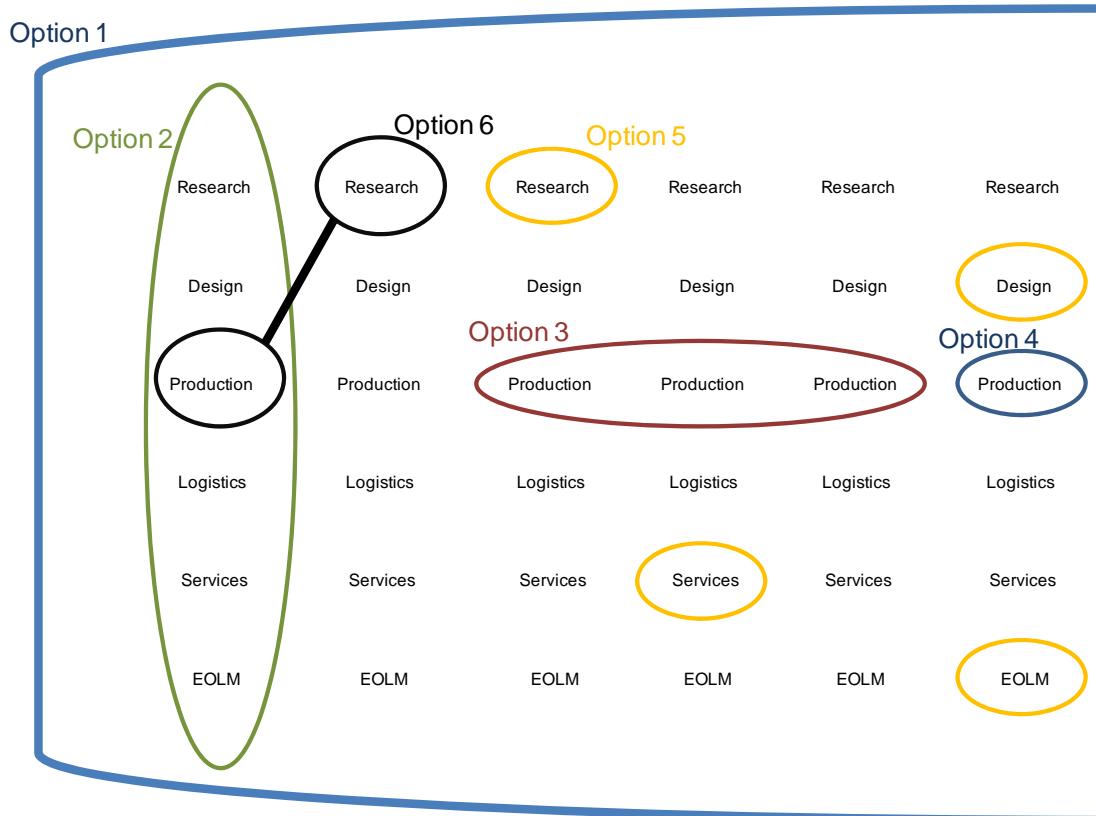 Option 1
Option 2 Option 6 Option 5
Research Research Research Research Research Research
Design Design Design Design Design Design
Option 3 Option 4
Production Production Production Production Production Production
Logistics Logistics Logistics Logistics Logistics Logistics
Services Services Services Services Services Services
EOLM EOLM EOLM EOLM EOLM EOLM